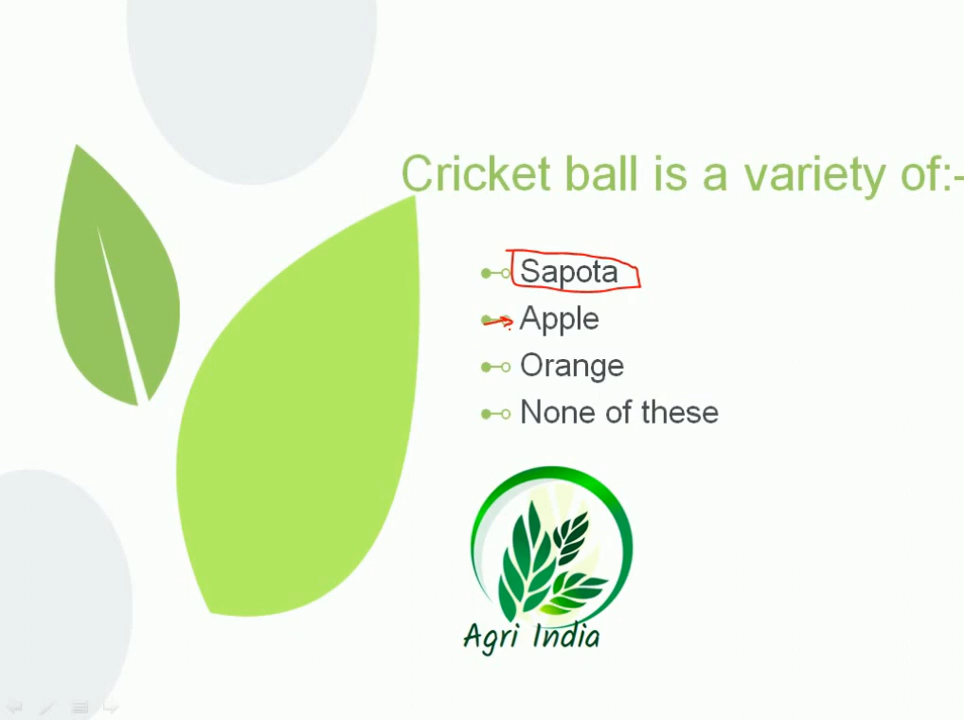 Cricket ball is a variety of:-
Sapota
Apple
Orange
None of these
Agri India